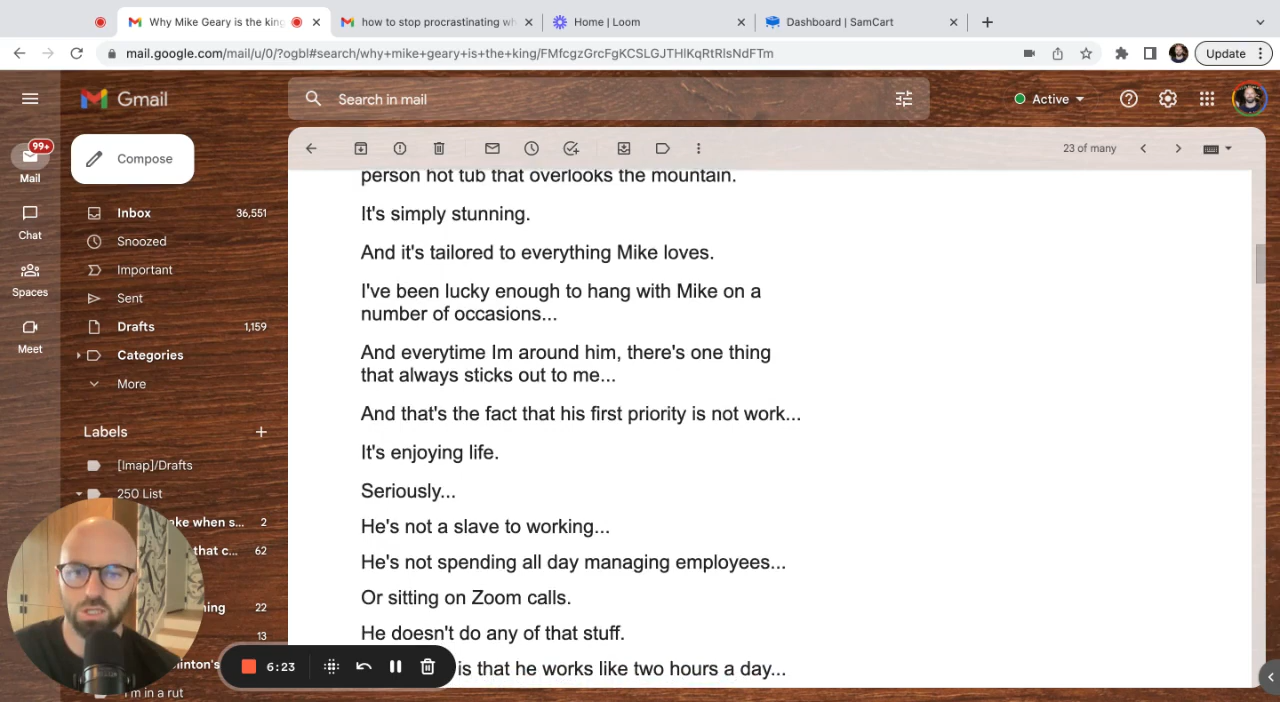 Why Mike Geary is the king
how to stop procrastinating wh
Home | Loom
Dashboard | SamCart
mail.google.com/mail/u/0/?ogbl#search/why+mike+geary+is+the+king/FMfcgzGrcFgKCSLGJTHlKqRtRlsNdFTm
Update
Gmail
Search in mail
Active
99+
Mail
Compose
23 of many
Chat
Spaces
Meet
Inbox 36,551
Snoozed
Important
Sent
Drafts 1,159
Categories
More
Labels
[Imap]/Drafts
250 List
ake when s... 2
that c... 62
ning 22
13
linton's
I'm in a rut
person hot tub that overlooks the mountain.
It's simply stunning.
And it's tailored to everything Mike loves.
I've been lucky enough to hang with Mike on a
number of occasions...
And everytime Im around him, there's one thing
that always sticks out to me...
And that's the fact that his first priority is not work...
It's enjoying life.
Seriously...
He's not a slave to working...
He's not spending all day managing employees...
Or sitting on Zoom calls.
He doesn't do any of that stuff.
is that he works like two hours a day...
6:23